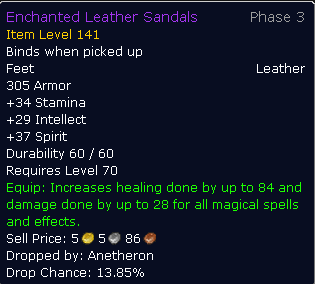 Enchanted Leather Sandals Phase 3
Item Level 141
Binds when picked up
Feet Leather
305 Armor
+34 Stamina
+29 Intellect
+37 Spirit
Durability 60 / 60
Requires Level 70
Equip: Increases healing done by up to 84 and
damage done by up to 28 for all magical spells
and effects.
Sell Price: 5 5 86
Dropped by: Anetheron
Drop Chance: 13.85%